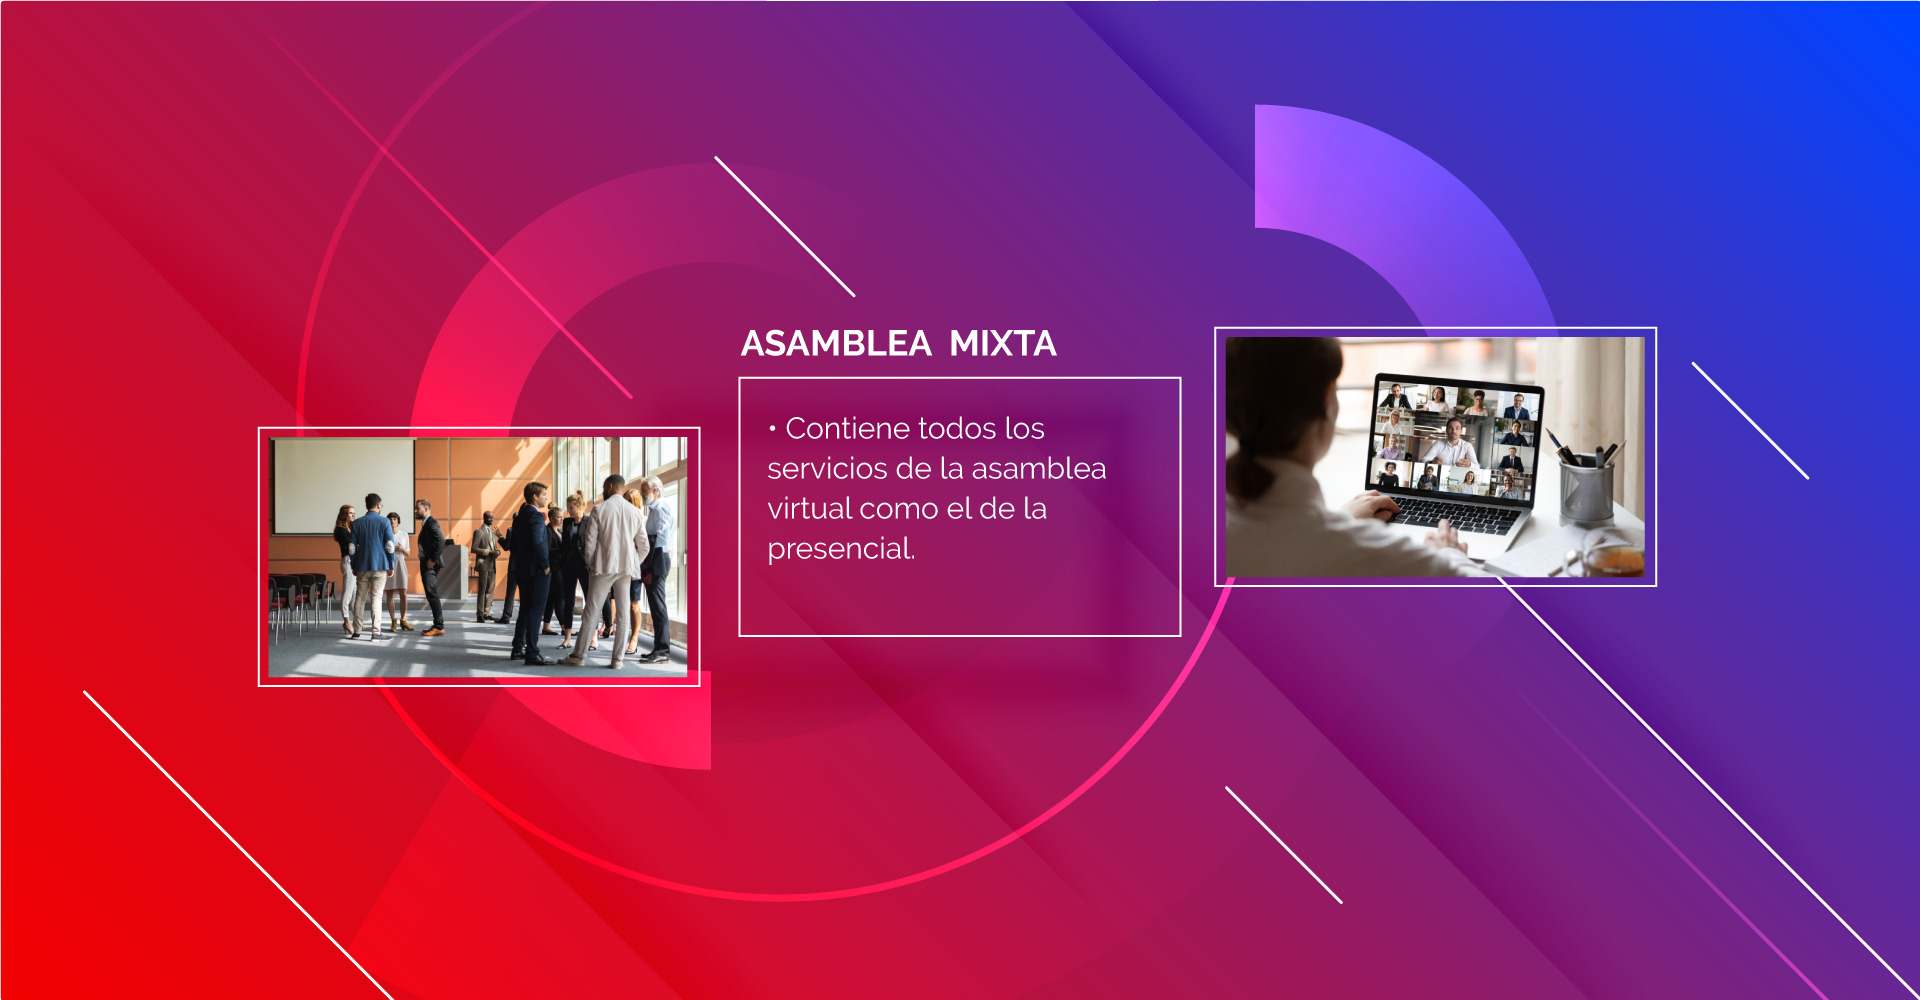 ASAMBLEA MIXTA
• Contiene todos los
servicios de la asamblea
virtual como el de la
presencial.